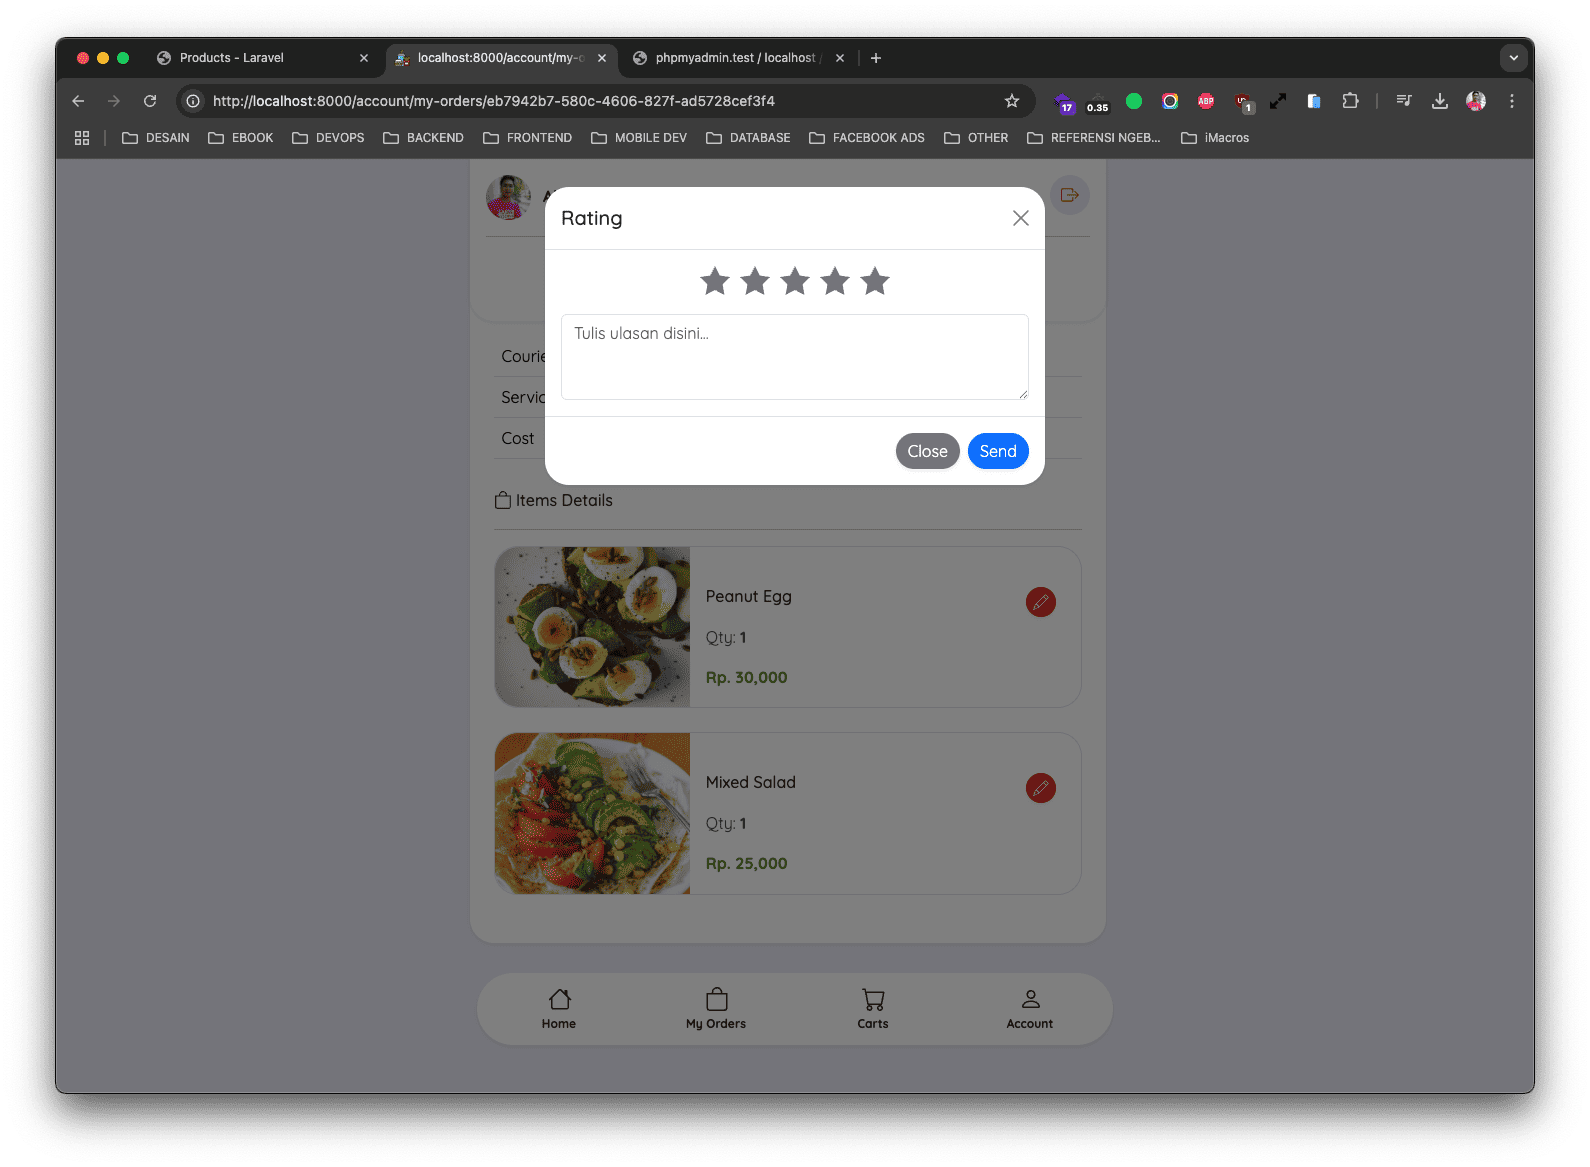 Products - Laravel
localhost:8000/account/my-o
phpmyadmin.test / localhost /
http://localhost:8000/account/my-orders/eb7942b7-580c-4606-827f-ad5728cef3f4
17
0.35
ABP
1
DESAIN
EBOOK
DEVOPS
BACKEND
FRONTEND
MOBILE DEV
DATABASE
FACEBOOK ADS
OTHER
REFERENSI NGEB...
iMacros
Rating
Tulis ulasan disini...
Courie
Servic
Cost
Close
Send
Items Details
Peanut Egg
Qty: 1
Rp. 30,000
Mixed Salad
Qty: 1
Rp. 25,000
Home
My Orders
Carts
Account